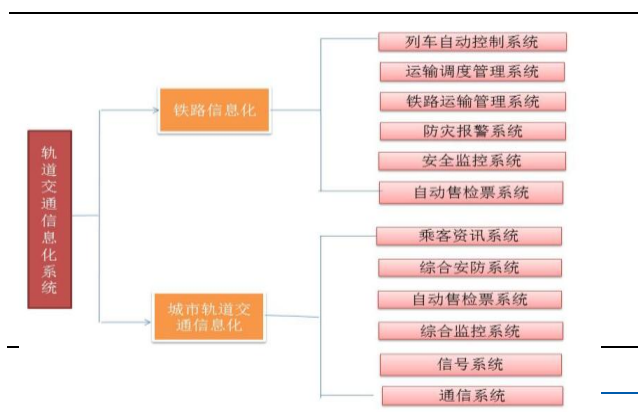 轨道交通信息化系统
铁路信息化
列车自动控制系统
运输调度管理系统
铁路运输管理系统
防灾报警系统
安全监控系统
自动售检票系统
城市轨道交
通信息化
乘客资讯系统
综合安防系统
自动售检票系统
综合监控系统
信号系统
通信系统